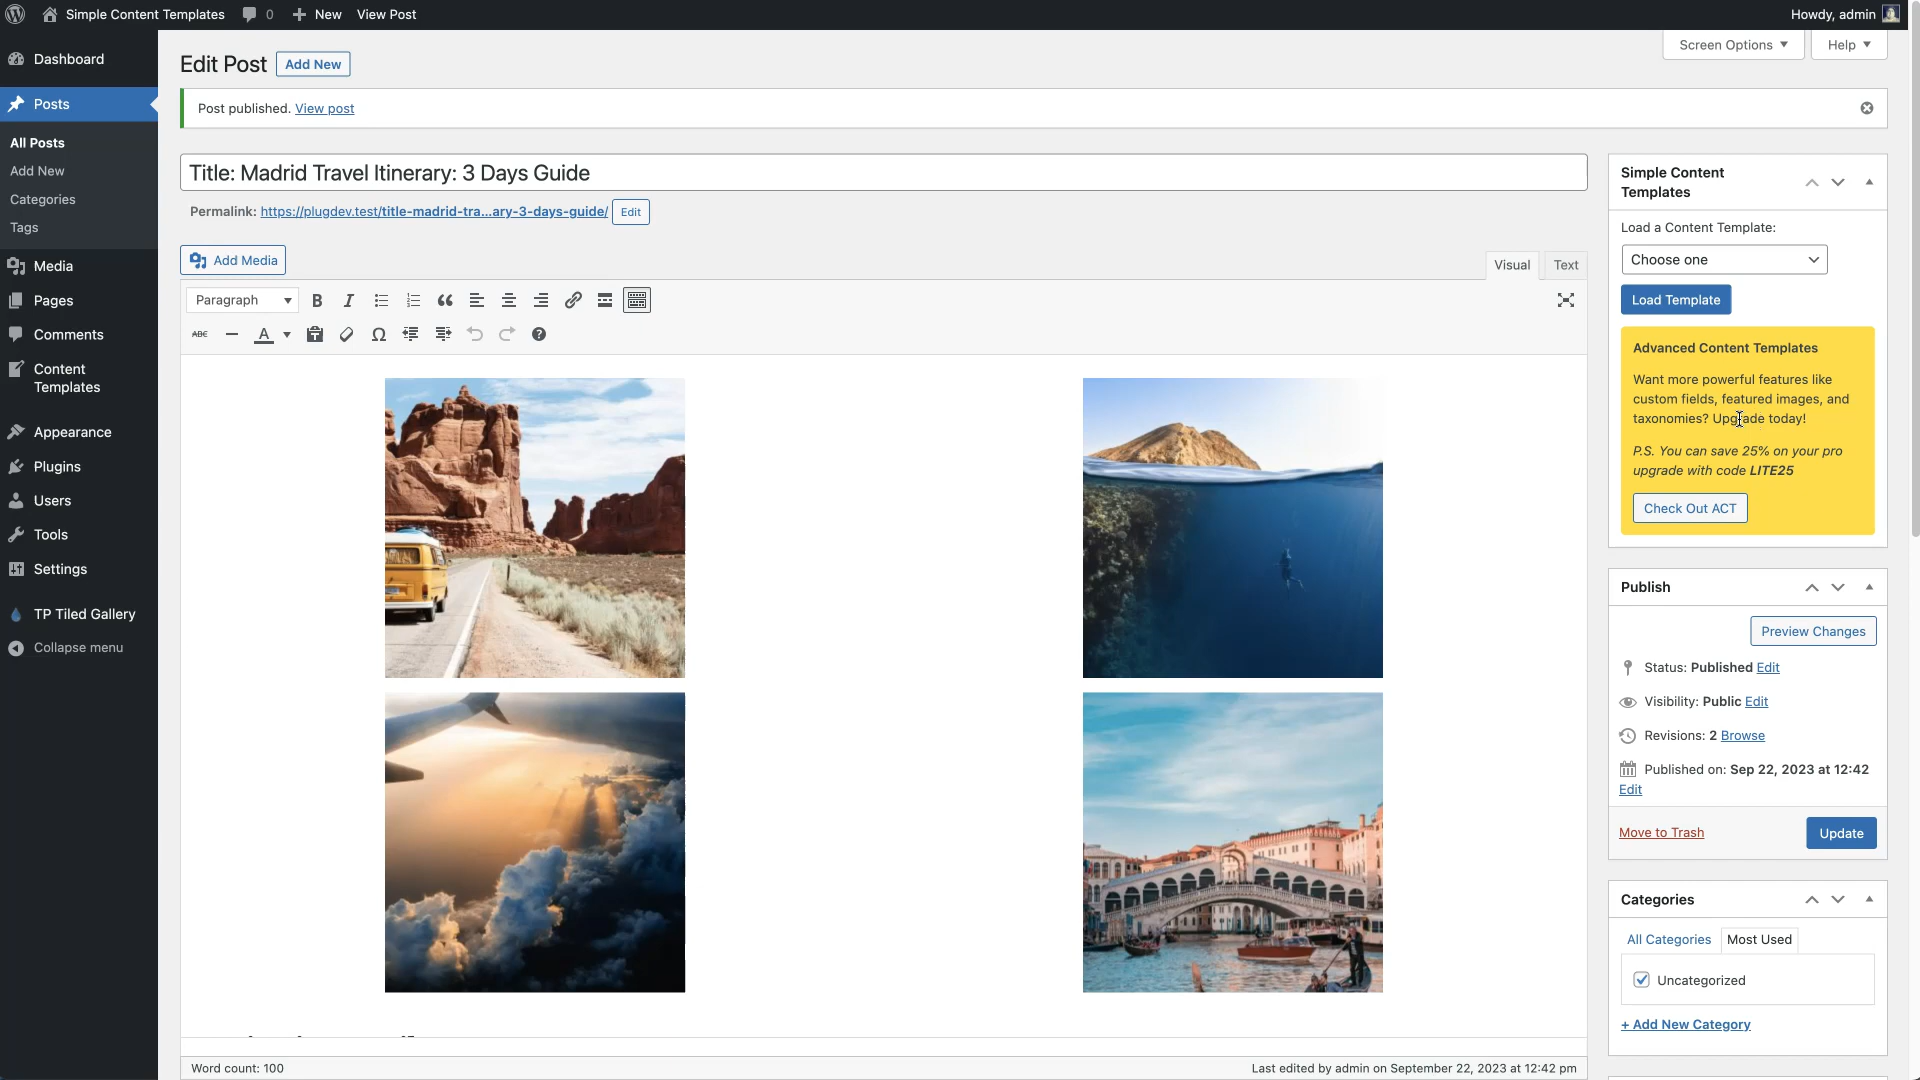 Simple Content Templates 0 New View Post Howdy, admin
Dashboard
Posts
All Posts
Add New
Categories
Tags
Media
Pages
Comments
Content
Templates
Appearance
Plugins
Users
Tools
Settings
TP Tiled Gallery
Collapse menu
Screen Options Help
Edit Post Add New
Post published. View post
Title: Madrid Travel Itinerary: 3 Days Guide
Permalink: https://plugdev.test/title-madrid-tra...ary-3-days-guide/ Edit
Add Media
Visual Text
Paragraph B I
ABC A
Word count: 100 Last edited by admin on September 22, 2023 at 12:42 pm
Simple Content
Templates
Load a Content Template:
Choose one
Load Template
Advanced Content Templates
Want more powerful features like
custom fields, featured images, and
taxonomies? Upgrade today!
P.S. You can save 25% on your pro
upgrade with code LITE25
Check Out ACT
Publish
Preview Changes
Status: Published Edit
Visibility: Public Edit
Revisions: 2 Browse
Published on: Sep 22, 2023 at 12:42
Edit
Move to Trash Update
Categories
All Categories Most Used
Uncategorized
+ Add New Category